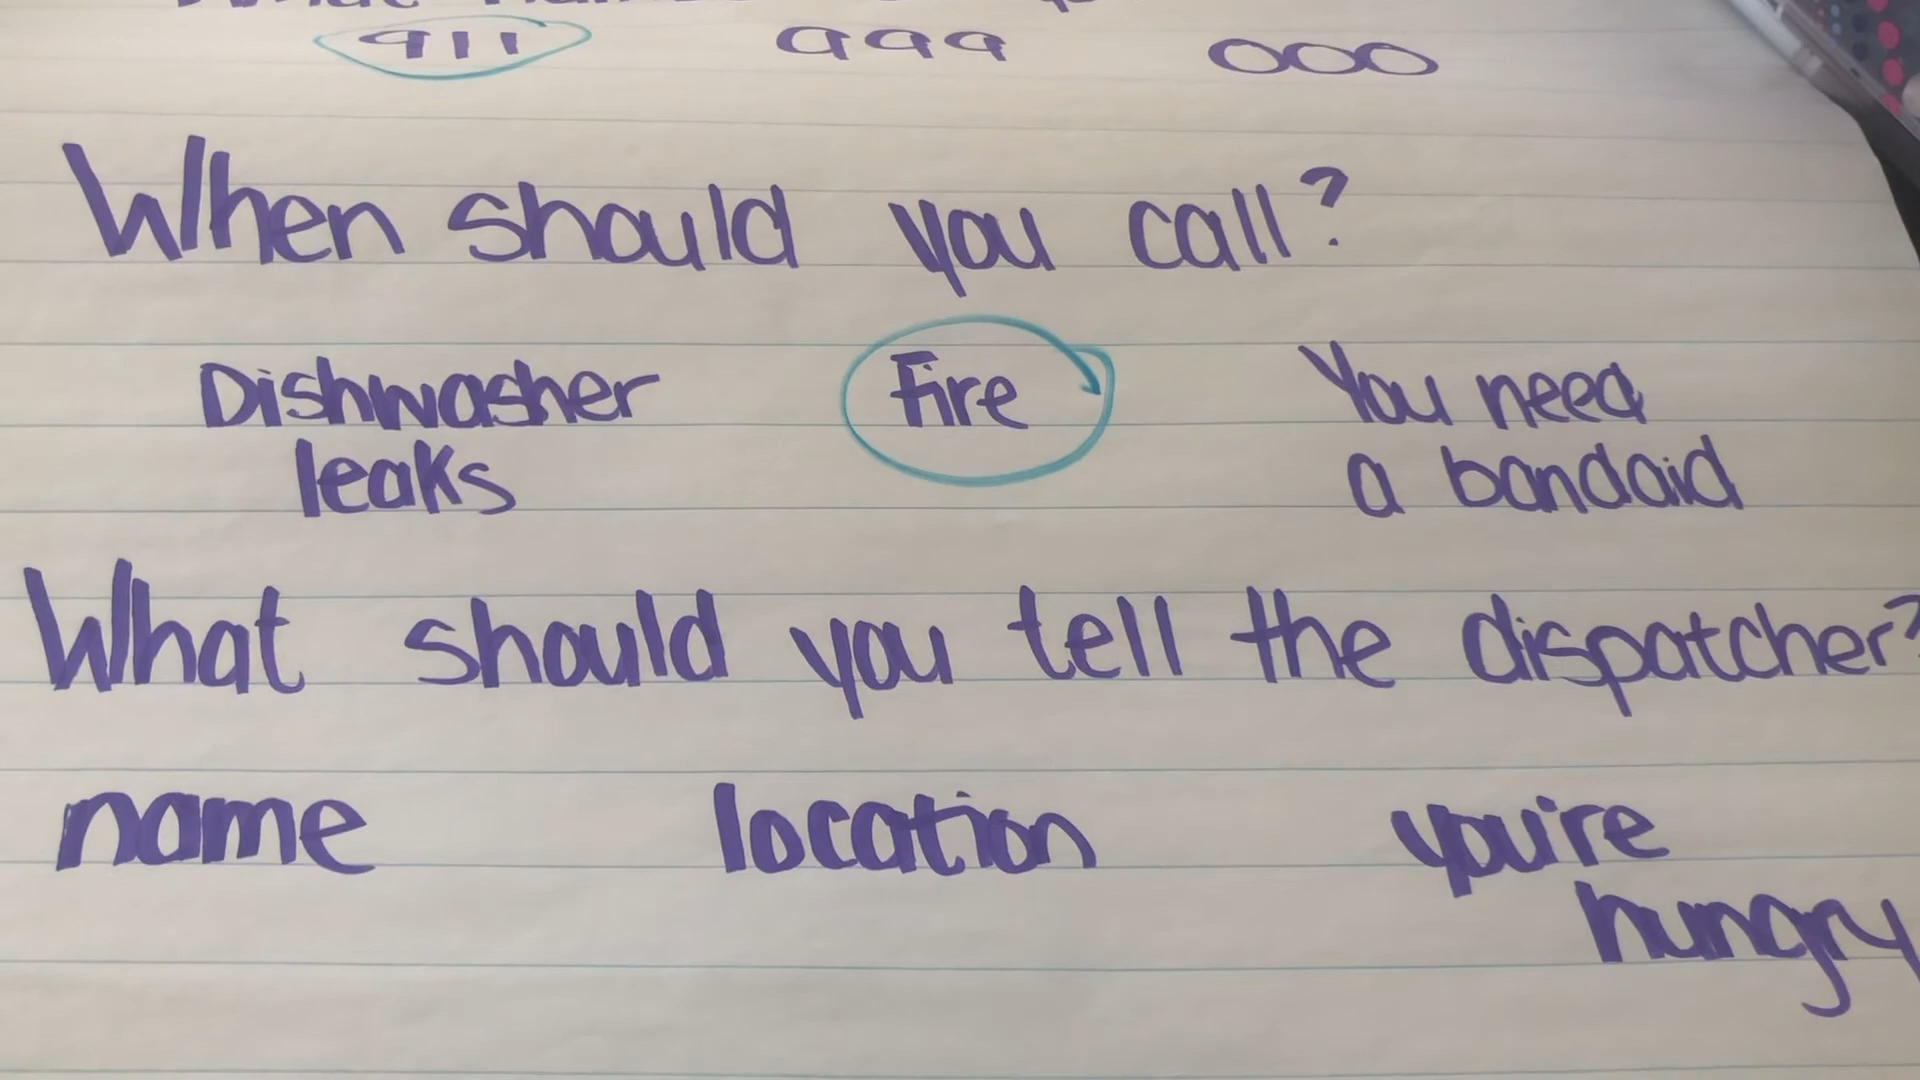 911 999 000
When should you call?
Dishwasher Fire You need
leaks a bandaid
What should you tell the dispatcher?
name location you're
hungry